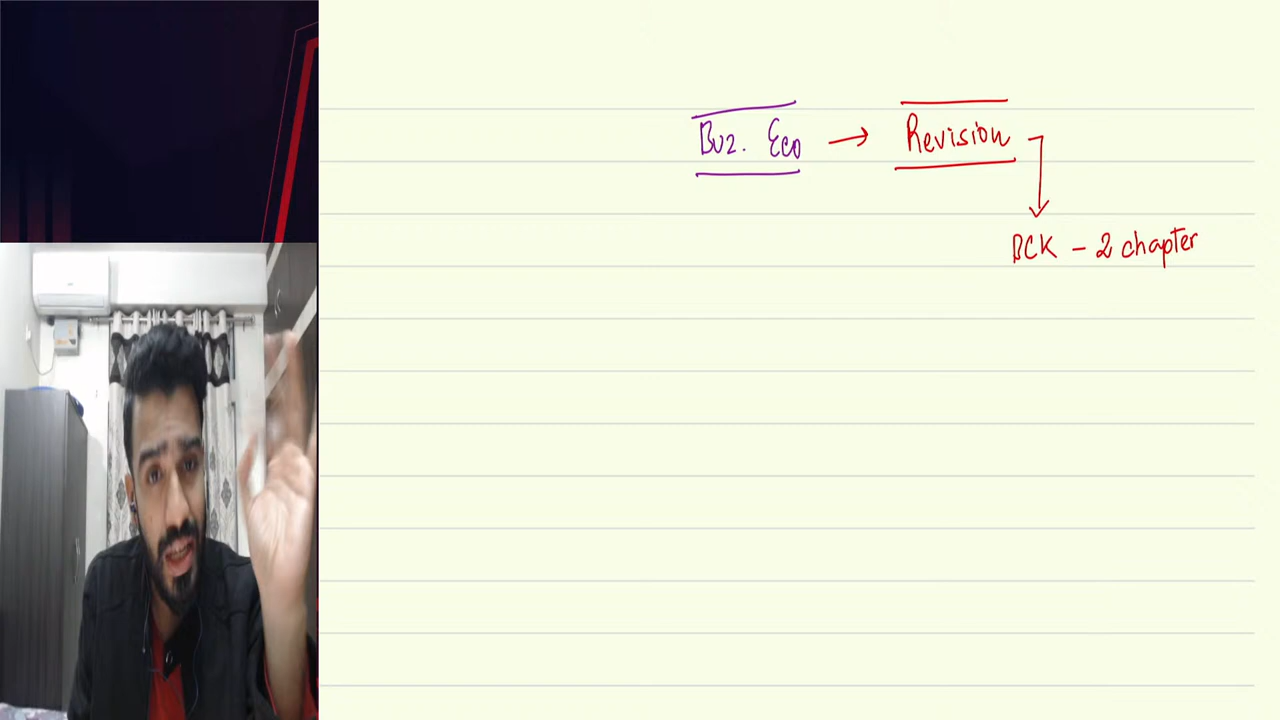 Buz. Eco → Revision
BCK - 2 chapter